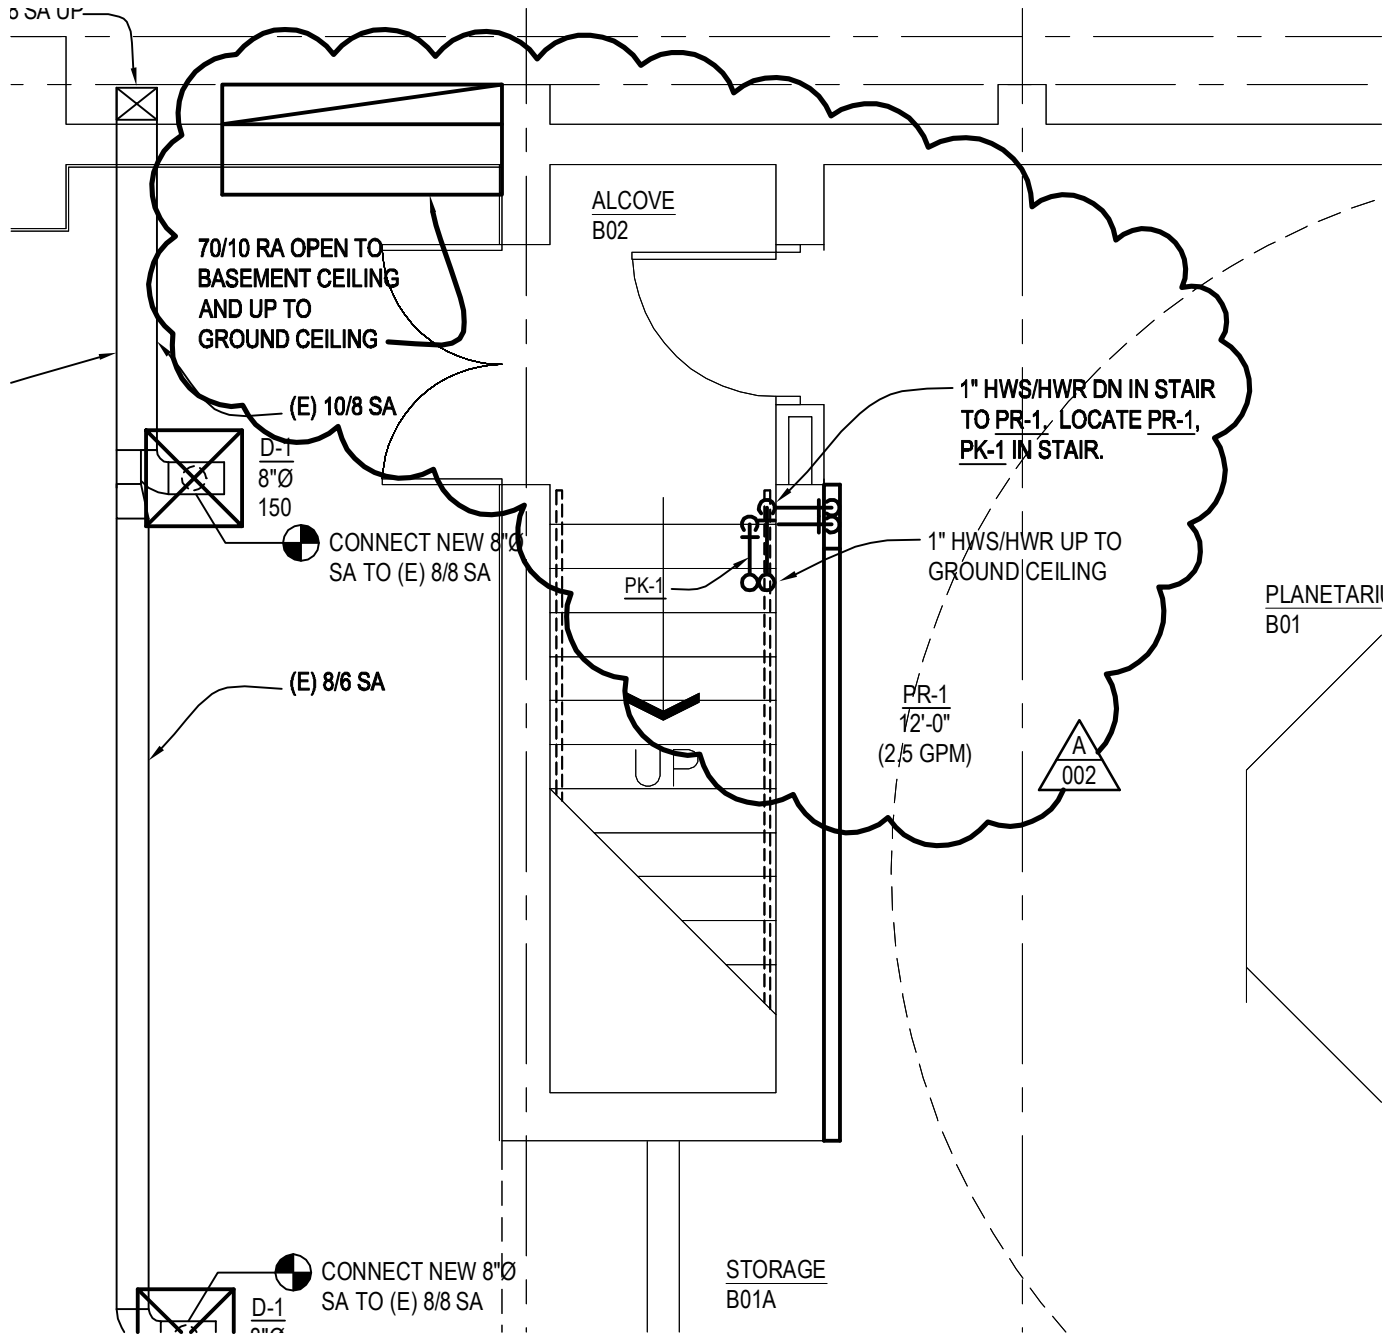 SA UP
ALCOVE
B02
70/10 RA OPEN TO
BASEMENT CEILING
AND UP TO
GROUND CEILING
(E) 10/8 SA
D-1
8"Ø
150
1" HWS/HWR DN IN STAIR
TO PR-1. LOCATE PR-1,
PK-1 IN STAIR.
CONNECT NEW 8"Ø
SA TO (E) 8/8 SA
1" HWS/HWR UP TO
GROUND CEILING
PK-1
PLANETARIU
B01
(E) 8/6 SA
PR-1
12'-0"
(2.5 GPM)
A
002
UP
CONNECT NEW 8"Ø
SA TO (E) 8/8 SA
D-1
8"Ø
STORAGE
B01A